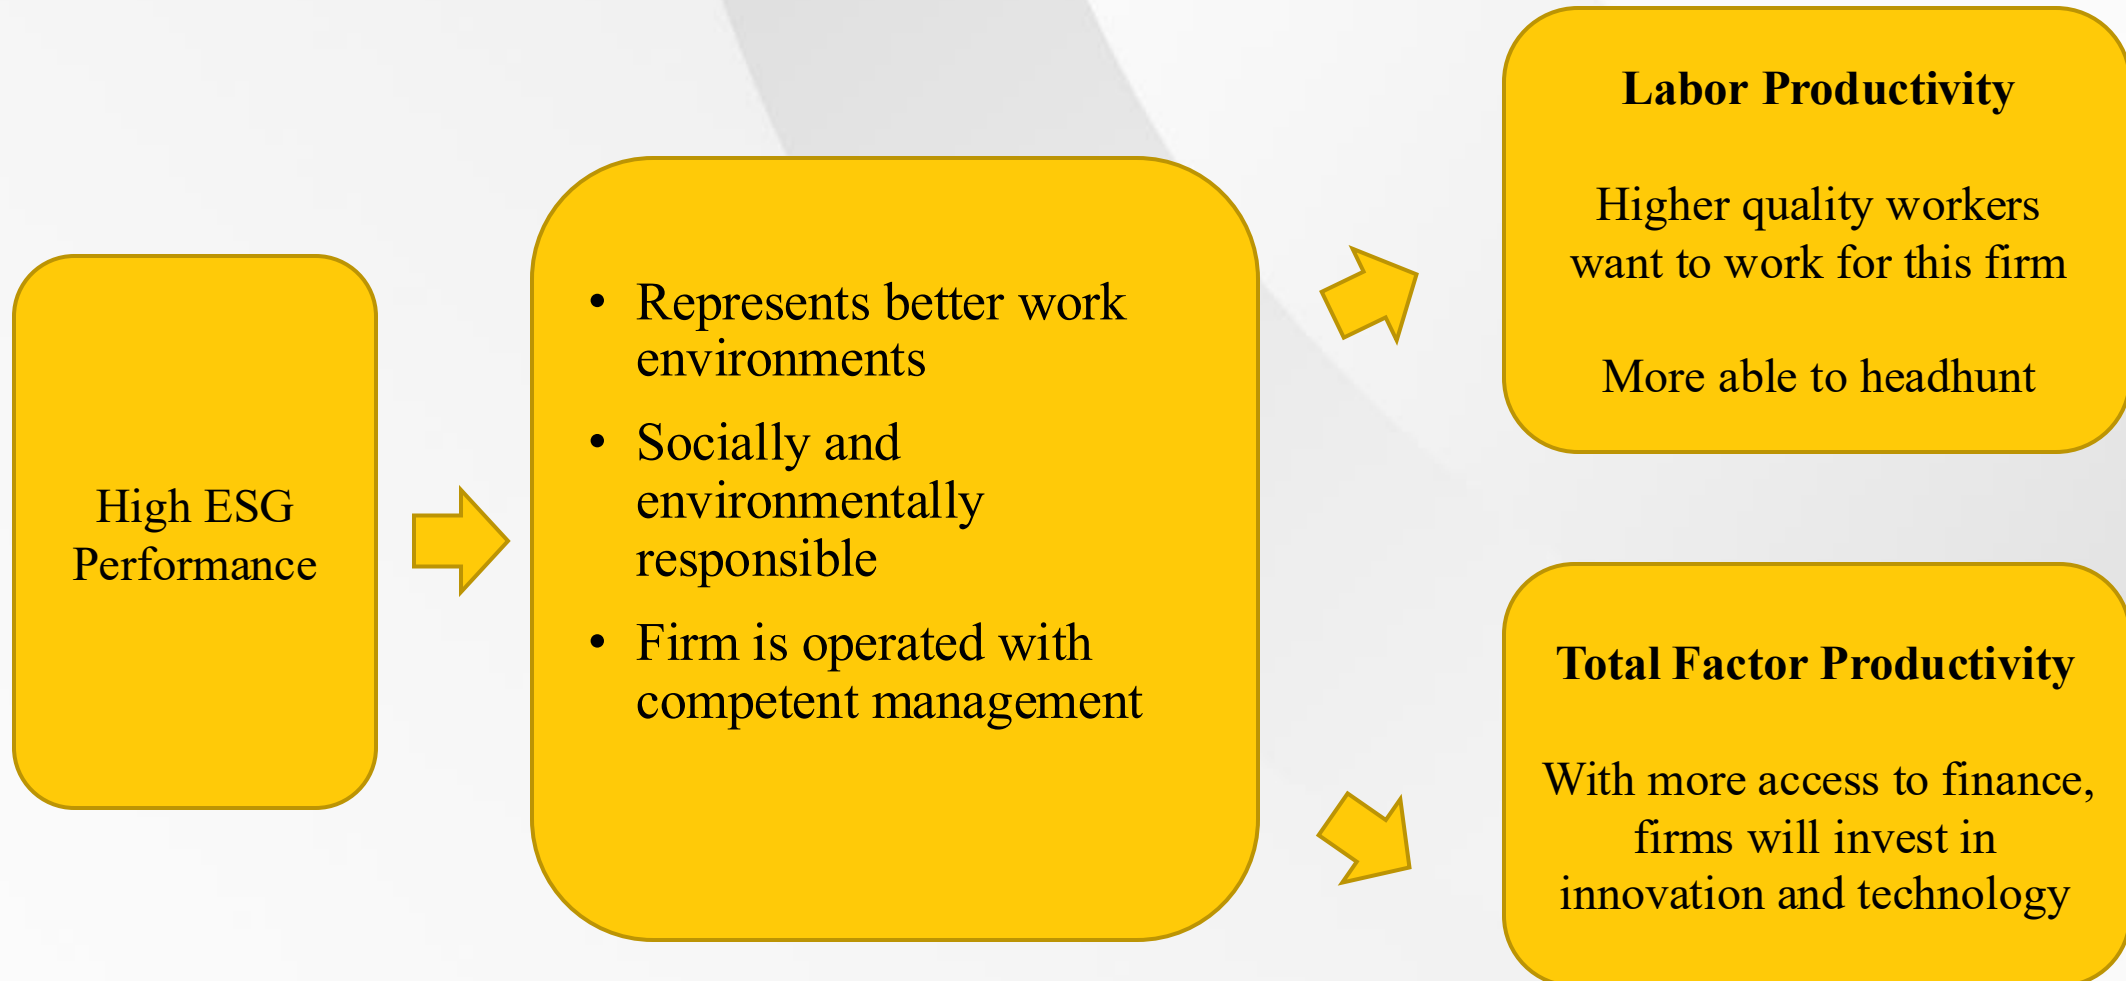 High ESG
Performance
• Represents better work
environments
• Socially and
environmentally
responsible
• Firm is operated with
competent management
Labor Productivity
Higher quality workers
want to work for this firm
More able to headhunt
Total Factor Productivity
With more access to finance,
firms will invest in
innovation and technology